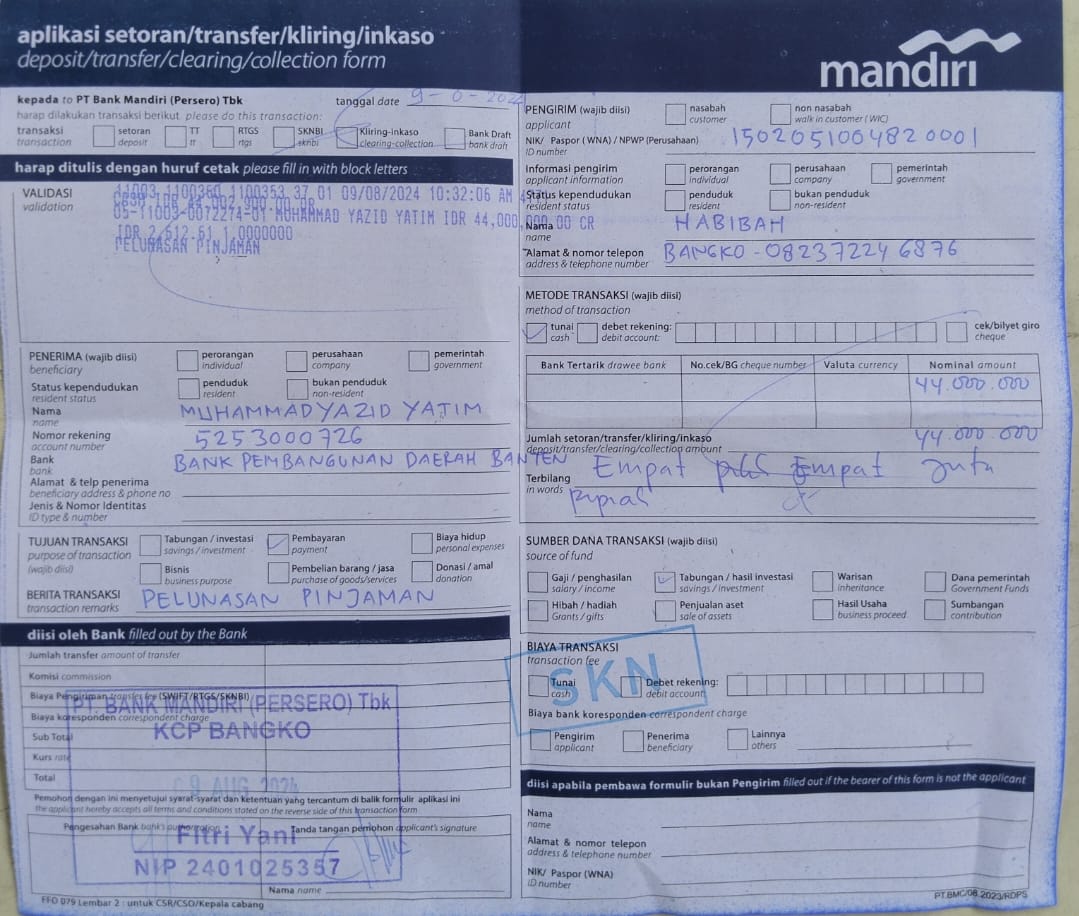 aplikasi setoran/transfer/kliring/inkaso
deposit/transfer/clearing/collection form
mandiri
kepada to PT Bank Mandiri (Persero) Tbk
tanggal date
harap dilakukan transaksi berikut please do this transaction:
transaksi
transaction
setoran
deposit
TT
tt
RTGS
rtgs
SKNBI
sknbi
Kliring-inkaso
clearing-collection
Bank Draft
bank draft
harap ditulis dengan huruf cetak please fill in with block letters
VALIDASI
validation
11003 1100360 1100353 37 01 09/08/2024 10:32:06 AM
05-11003-0072274-01 MUHAMMAD YAZID YATIM IDR 44,000,000.00 CR
IDR 2,612.61 1.0000000
PELUNASAN PINJAMAN
PENERIMA (wajib diisi)
beneficiary
perorangan
individual
perusahaan
company
pemerintah
government
Status kependudukan
resident status
penduduk
resident
bukan penduduk
non-resident
Nama
name
MUHAMMAD YAZID YATIM
Nomor rekening
account number
5253000726
Bank
bank
BANK PEMBANGUNAN DAERAH BANTEN
Alamat & telp penerima
beneficiary address & phone no
Jenis & Nomor Identitas
ID type & number
TUJUAN TRANSAKSI
purpose of transaction
(wajib diisi)
Tabungan / investasi
savings / investment
Pembayaran
payment
Biaya hidup
personal expenses
Bisnis
business purpose
Pembelian barang / jasa
purchase of goods/services
Donasi / amal
donation
BERITA TRANSAKSI
transaction remarks
PELUNASAN PINJAMAN
diisi oleh Bank filled out by the Bank
Jumlah transfer amount of transfer
Komisi commission
Biaya Pengiriman transfer fee (SWIFT/RTGS/SKNBI)
Biaya koresponden correspondent charge
Sub Total
Kurs rate
Total
PT. BANK MANDIRI (PERSERO) Tbk
KCP BANGKO
09 AUG 2024
Pemohon dengan ini menyetujui syarat-syarat dan ketentuan yang tercantum di balik formulir aplikasi ini
the applicant hereby accepts all terms and conditions stated on the reverse side of this transaction form
Pengesahan Bank bank's authorization
Tanda tangan pemohon applicant's signature
Fitri Yani
NIP 2401025357
Nama name
FFO 079 Lembar 2 : untuk CSR/CSO/Kepala cabang
PENGIRIM (wajib diisi)
applicant
nasabah
customer
non nasabah
walk in customer (WIC)
NIK/ Paspor (WNA) / NPWP (Perusahaan)
ID number
1502051004820001
Informasi pengirim
applicant information
perorangan
individual
perusahaan
company
pemerintah
government
Status kependudukan
resident status
penduduk
resident
bukan penduduk
non-resident
Nama
name
HABIBAH
Alamat & nomor telepon
address & telephone number
BANGKO - 082372246876
METODE TRANSAKSI (wajib diisi)
method of transaction
tunai
cash
debet rekening:
debit account:
cek/bilyet giro
cheque
Bank Tertarik drawee bank
No.cek/BG cheque number
Valuta currency
Nominal amount
44.000.000
Jumlah setoran/transfer/kliring/inkaso
deposit/transfer/clearing/collection amount
44.000.000
Terbilang
in words
Empat Empat Juta
Rupiah
SUMBER DANA TRANSAKSI (wajib diisi)
source of fund
Gaji / penghasilan
salary / income
Tabungan / hasil investasi
savings / investment
Warisan
inheritance
Dana pemerintah
Government Funds
Hibah / hadiah
Grants / gifts
Penjualan aset
sale of assets
Hasil Usaha
business proceed
Sumbangan
contribution
BIAYA TRANSAKSI
transaction fee
SKN
Tunai
cash
Debet rekening:
debit account
Biaya bank koresponden correspondent charge
Pengirim
applicant
Penerima
beneficiary
Lainnya
others
diisi apabila pembawa formulir bukan Pengirim filled out if the bearer of this form is not the applicant
Nama
name
Alamat & nomor telepon
address & telephone number
NIK/ Paspor (WNA)
ID number
PT.BMC/06.2023/RDPS